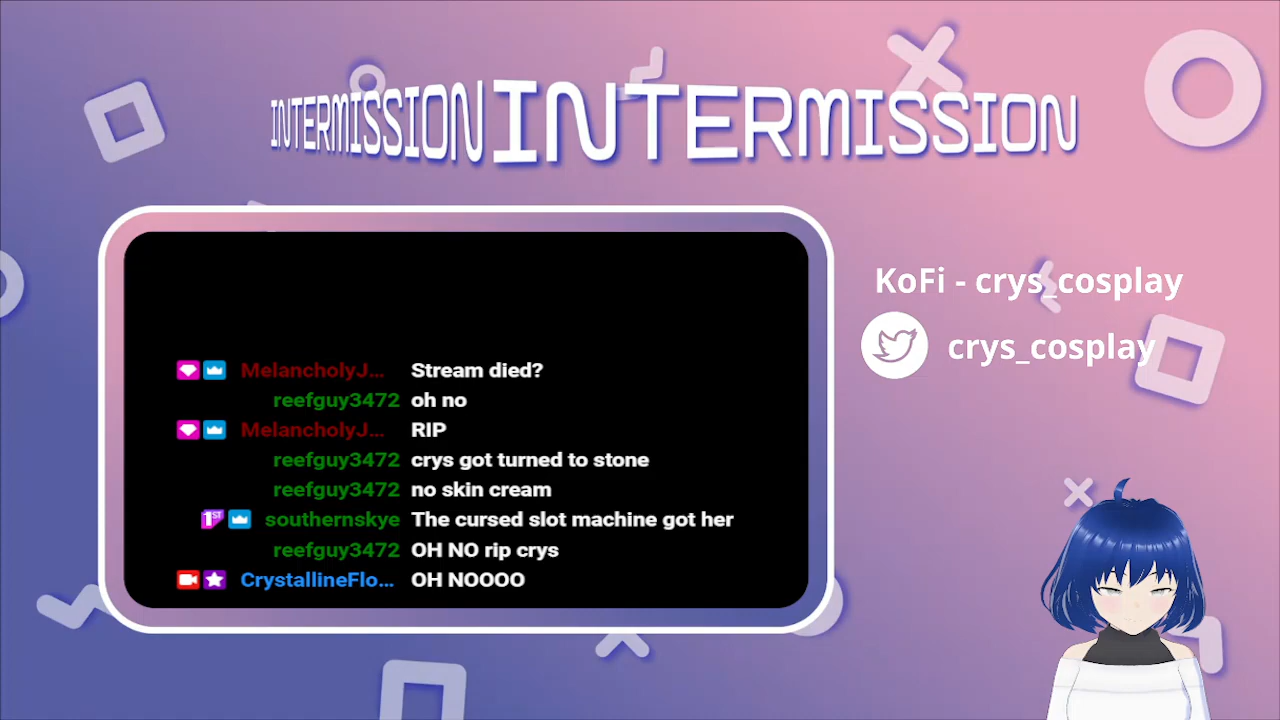 INTERMISSION INTERMISSION
KoFi - crys_cosplay
crys_cosplay
MelancholyJ... Stream died?
reefguy3472 oh no
MelancholyJ... RIP
reefguy3472 crys got turned to stone
reefguy3472 no skin cream
1ST southernskye The cursed slot machine got her
reefguy3472 OH NO rip crys
CrystallineFlo... OH NOOOO